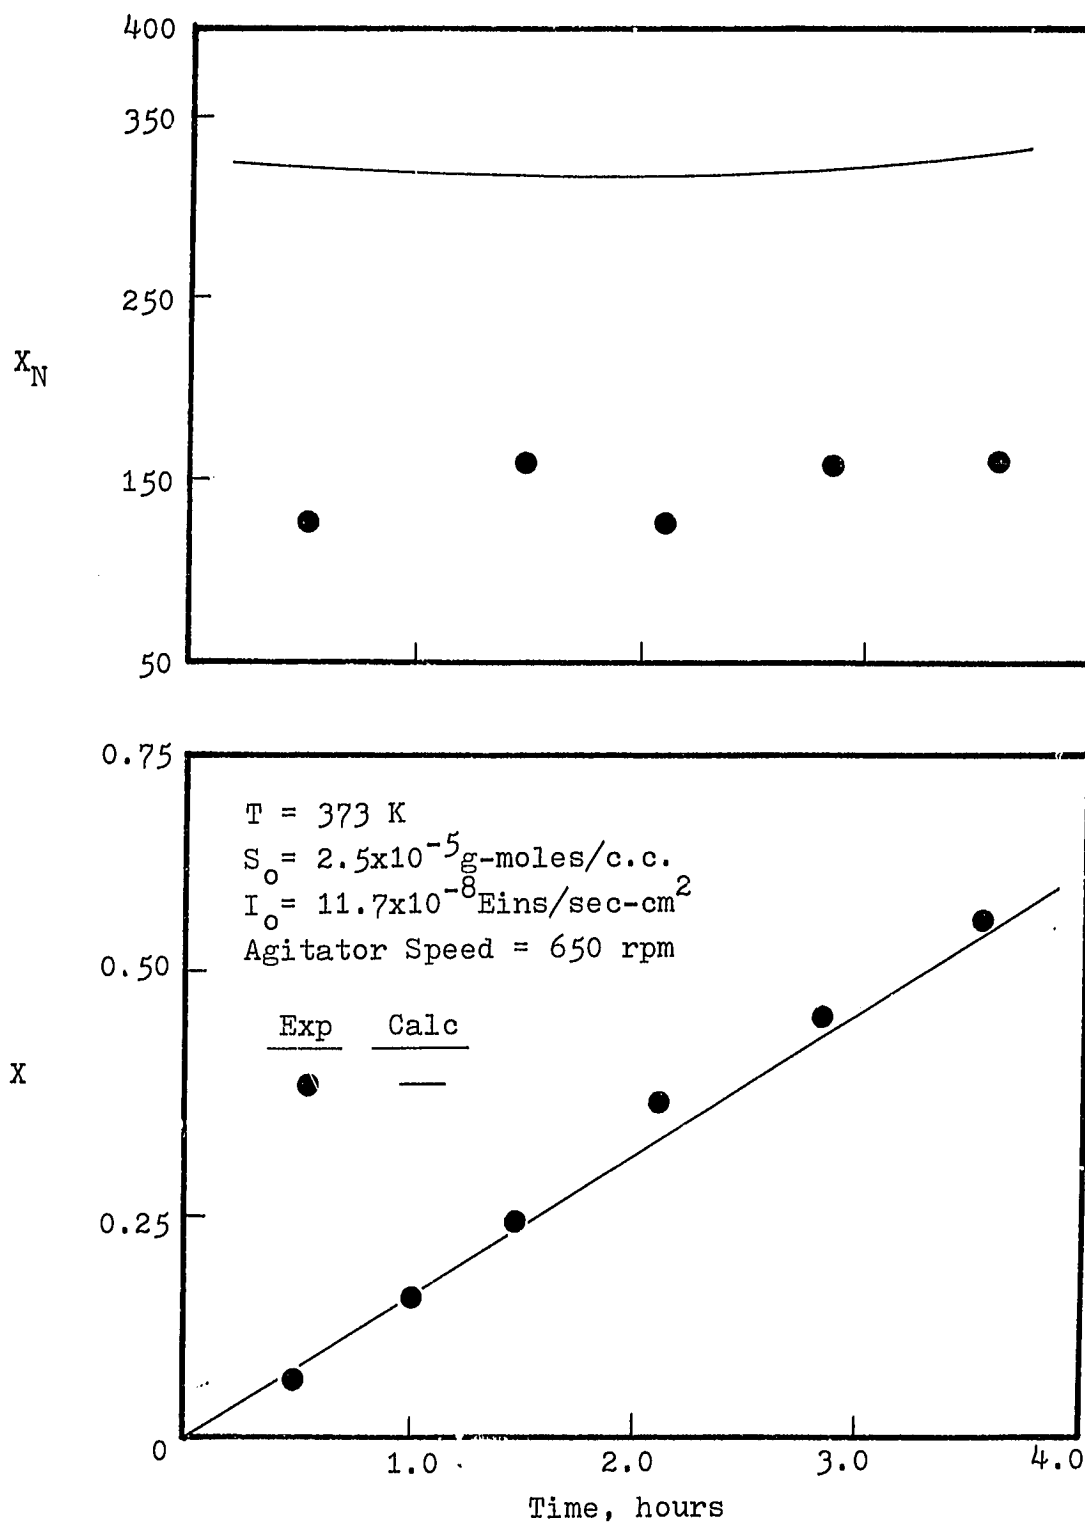 400
350
250
X_N
150
50
0.75
T = 373 K
S_o= 2.5x10^-5 g-moles/c.c.
I_o= 11.7x10^-8 Eins/sec-cm^2
Agitator Speed = 650 rpm
0.50
Exp Calc
X
0.25
0
1.0 2.0 3.0 4.0
Time, hours